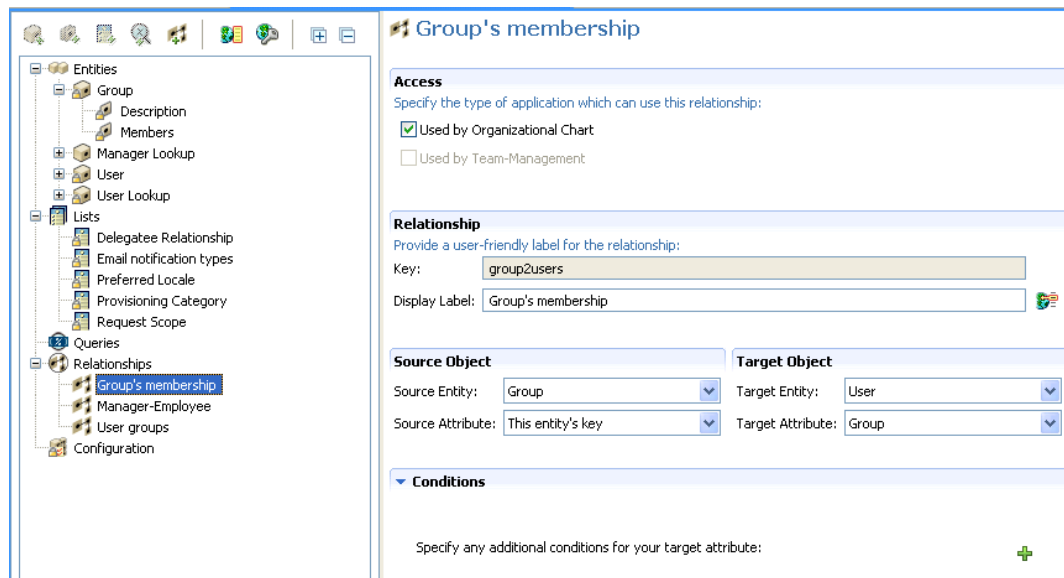 Entities
Group
Description
Members
Manager Lookup
User
User Lookup
Lists
Delegatee Relationship
Email notification types
Preferred Locale
Provisioning Category
Request Scope
Queries
Relationships
Group's membership
Manager-Employee
User groups
Configuration
Group's membership
Access
Specify the type of application which can use this relationship:
Used by Organizational Chart
Used by Team-Management
Relationship
Provide a user-friendly label for the relationship:
Key: group2users
Display Label: Group's membership
Source Object Target Object
Source Entity: Group Target Entity: User
Source Attribute: This entity's key Target Attribute: Group
Conditions
Specify any additional conditions for your target attribute: